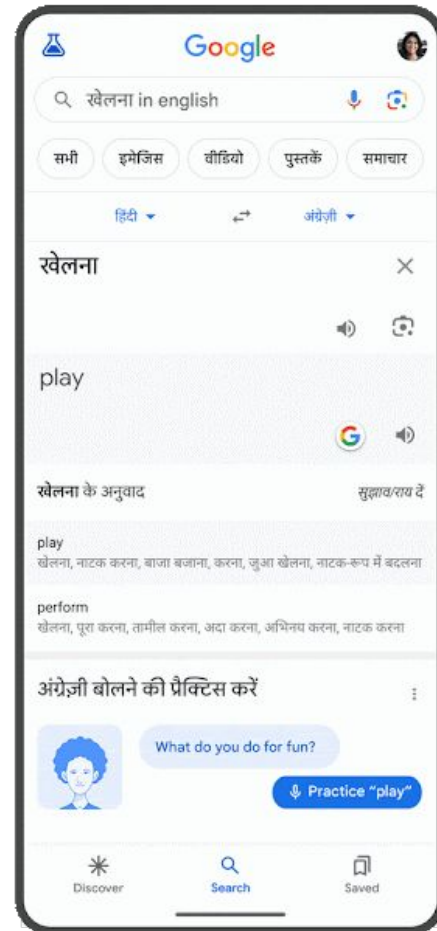 Google
खेलना in english
सभी इमेजिस वीडियो पुस्तकें समाचार
हिंदी अंग्रेज़ी
खेलना
play
खेलना के अनुवाद सुझाव/राय दें
play
खेलना, नाटक करना, बाजा बजाना, करना, जुआ खेलना, नाटक-रूप में बदलना
perform
खेलना, पूरा करना, तामील करना, अदा करना, अभिनय करना, नाटक करना
अंग्रेज़ी बोलने की प्रैक्टिस करें
What do you do for fun?
Practice “play”
Discover Search Saved